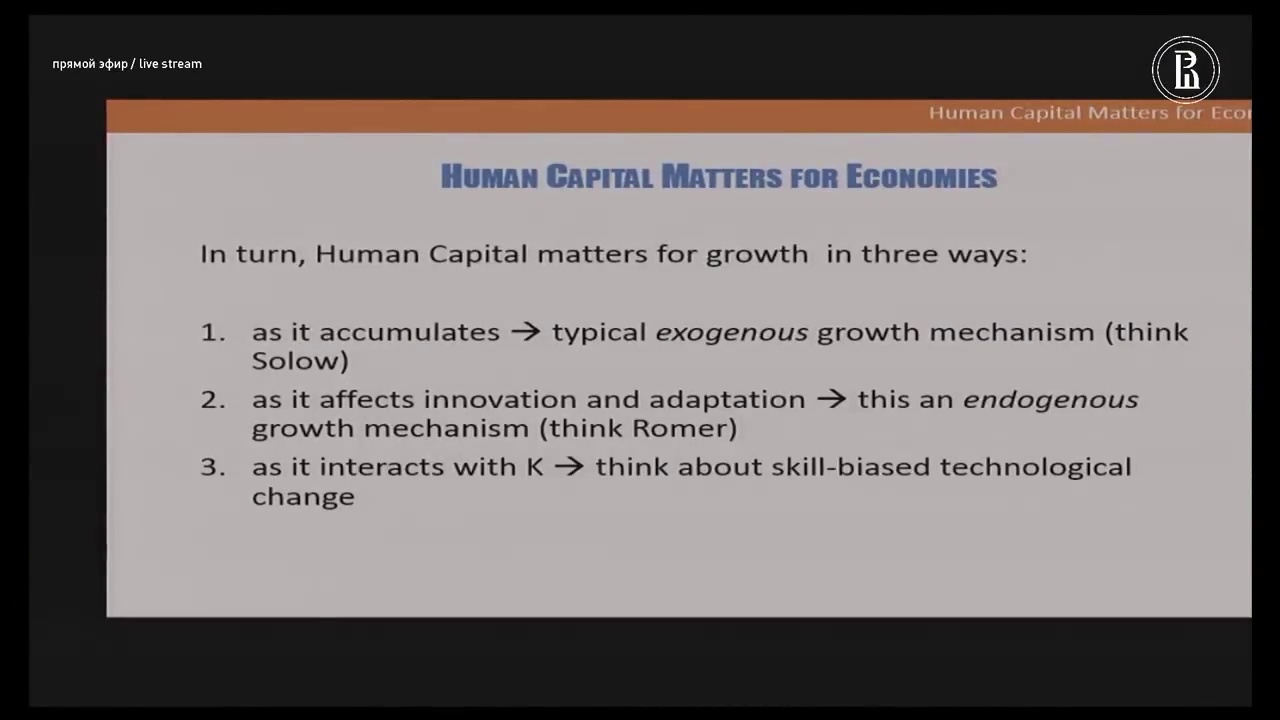 прямой эфир / live stream
Human Capital Matters for Eco
HUMAN CAPITAL MATTERS FOR ECONOMIES
In turn, Human Capital matters for growth in three ways:
1. as it accumulates → typical exogenous growth mechanism (think
Solow)
2. as it affects innovation and adaptation → this an endogenous
growth mechanism (think Romer)
3. as it interacts with K → think about skill-biased technological
change